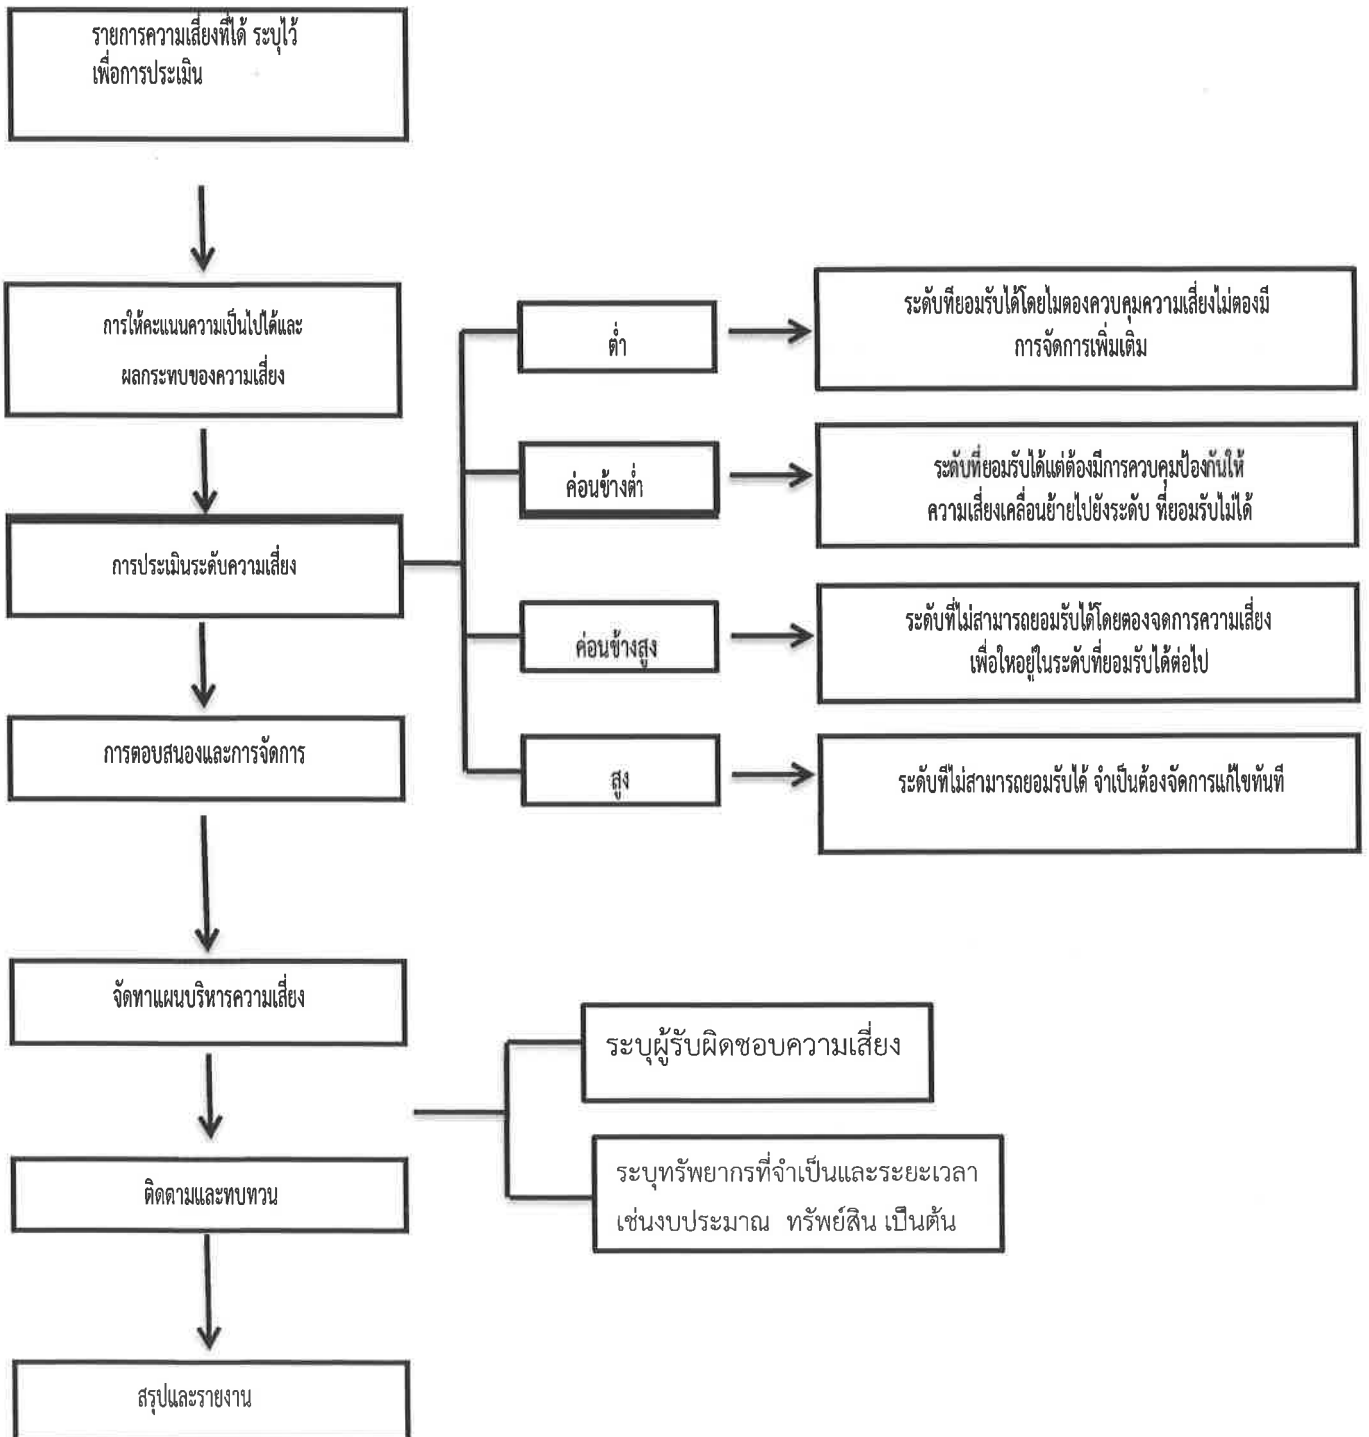 รายการความเสี่ยงที่ได้ ระบุไว้
เพื่อการประเมิน
การให้คะแนนความเป็นไปได้และ
ผลกระทบของความเสี่ยง
การประเมินระดับความเสี่ยง
การตอบสนองและการจัดการ
จัดทาแผนบริหารความเสี่ยง
ติดตามและทบทวน
สรุปและรายงาน
ต่ำ
ระดับทียอมรับได้โดยไมตองควบคุมความเสี่ยงไม่ตองมี
การจัดการเพิ่มเติม
ค่อนข้างต่ำ
ระดับที่ยอมรับได้แต่ต้องมีการควบคุมป้องกันให้
ความเสี่ยงเคลื่อนย้ายไปยังระดับ ที่ยอมรับไม่ได้
ค่อนข้างสูง
ระดับที่ไม่สามารถยอมรับได้โดยตองจดการความเสี่ยง
เพื่อใหอยู่ในระดับที่ยอมรับได้ต่อไป
สูง
ระดับทีไม่สามารถยอมรับได้ จำเป็นต้องจัดการแก้ไขทันที
ระบุผู้รับผิดชอบความเสี่ยง
ระบุทรัพยากรที่จำเป็นและระยะเวลา
เช่นงบประมาณ ทรัพย์สิน เป็นต้น